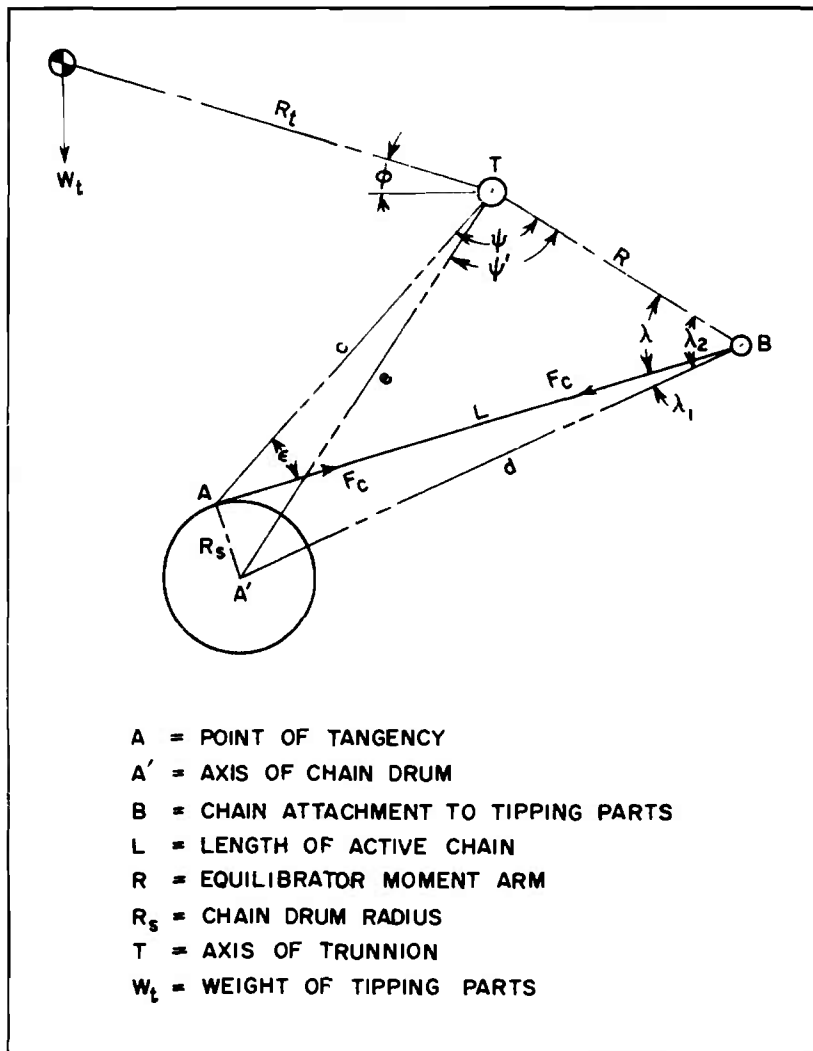 R_t
W_t
ϕ
T
ψ
ψ'
R
λ
λ_2
B
c
e
F_c
λ_1
L
d
ε
F_c
A
R_s
A'
A = POINT OF TANGENCY
A' = AXIS OF CHAIN DRUM
B = CHAIN ATTACHMENT TO TIPPING PARTS
L = LENGTH OF ACTIVE CHAIN
R = EQUILIBRATOR MOMENT ARM
R_s = CHAIN DRUM RADIUS
T = AXIS OF TRUNNION
W_t = WEIGHT OF TIPPING PARTS